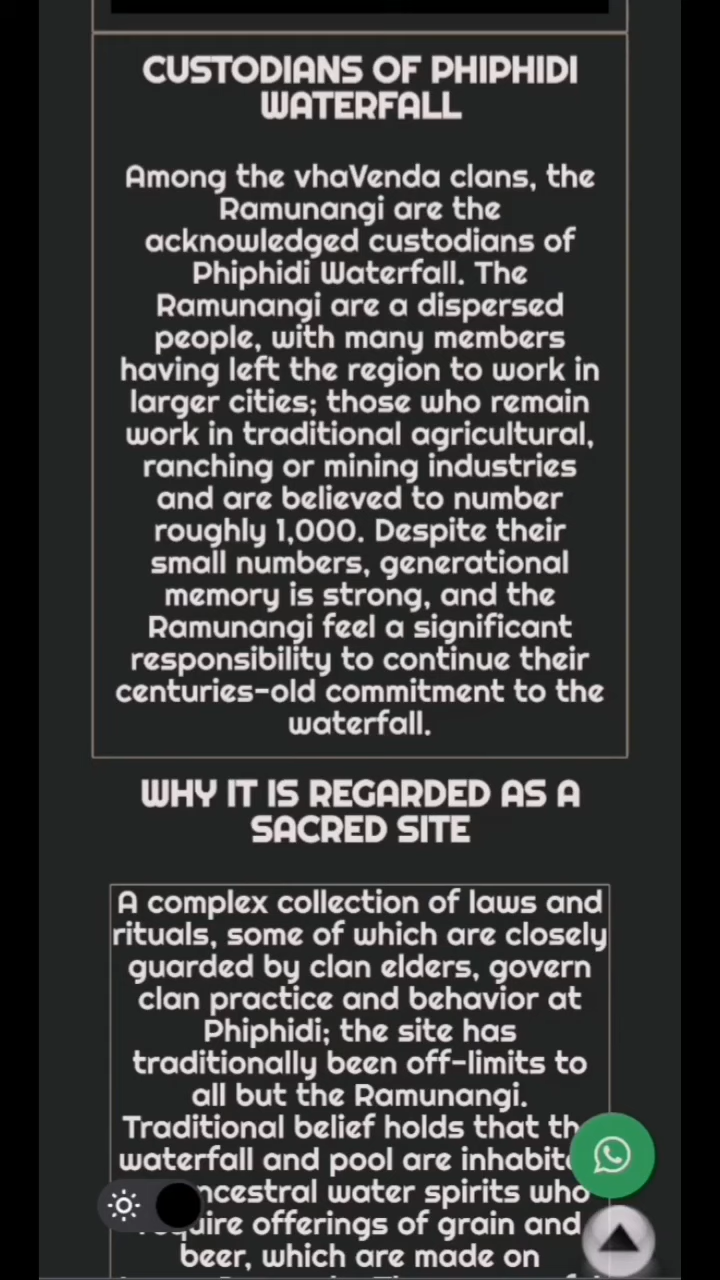 CUSTODIANS OF PHIPHIDI
WATERFALL
Among the vhaVenda clans, the
Ramunangi are the
acknowledged custodians of
Phiphidi Waterfall. The
Ramunangi are a dispersed
people, with many members
having left the region to work in
larger cities; those who remain
work in traditional agricultural,
ranching or mining industries
and are believed to number
roughly 1,000. Despite their
small numbers, generational
memory is strong, and the
Ramunangi feel a significant
responsibility to continue their
centuries-old commitment to the
waterfall.
WHY IT IS REGARDED AS A
SACRED SITE
A complex collection of laws and
rituals, some of which are closely
guarded by clan elders, govern
clan practice and behavior at
Phiphidi; the site has
traditionally been off-limits to
all but the Ramunangi.
Traditional belief holds that
waterfall and pool are
water spirits who
offerings of grain and
beer, which are made on